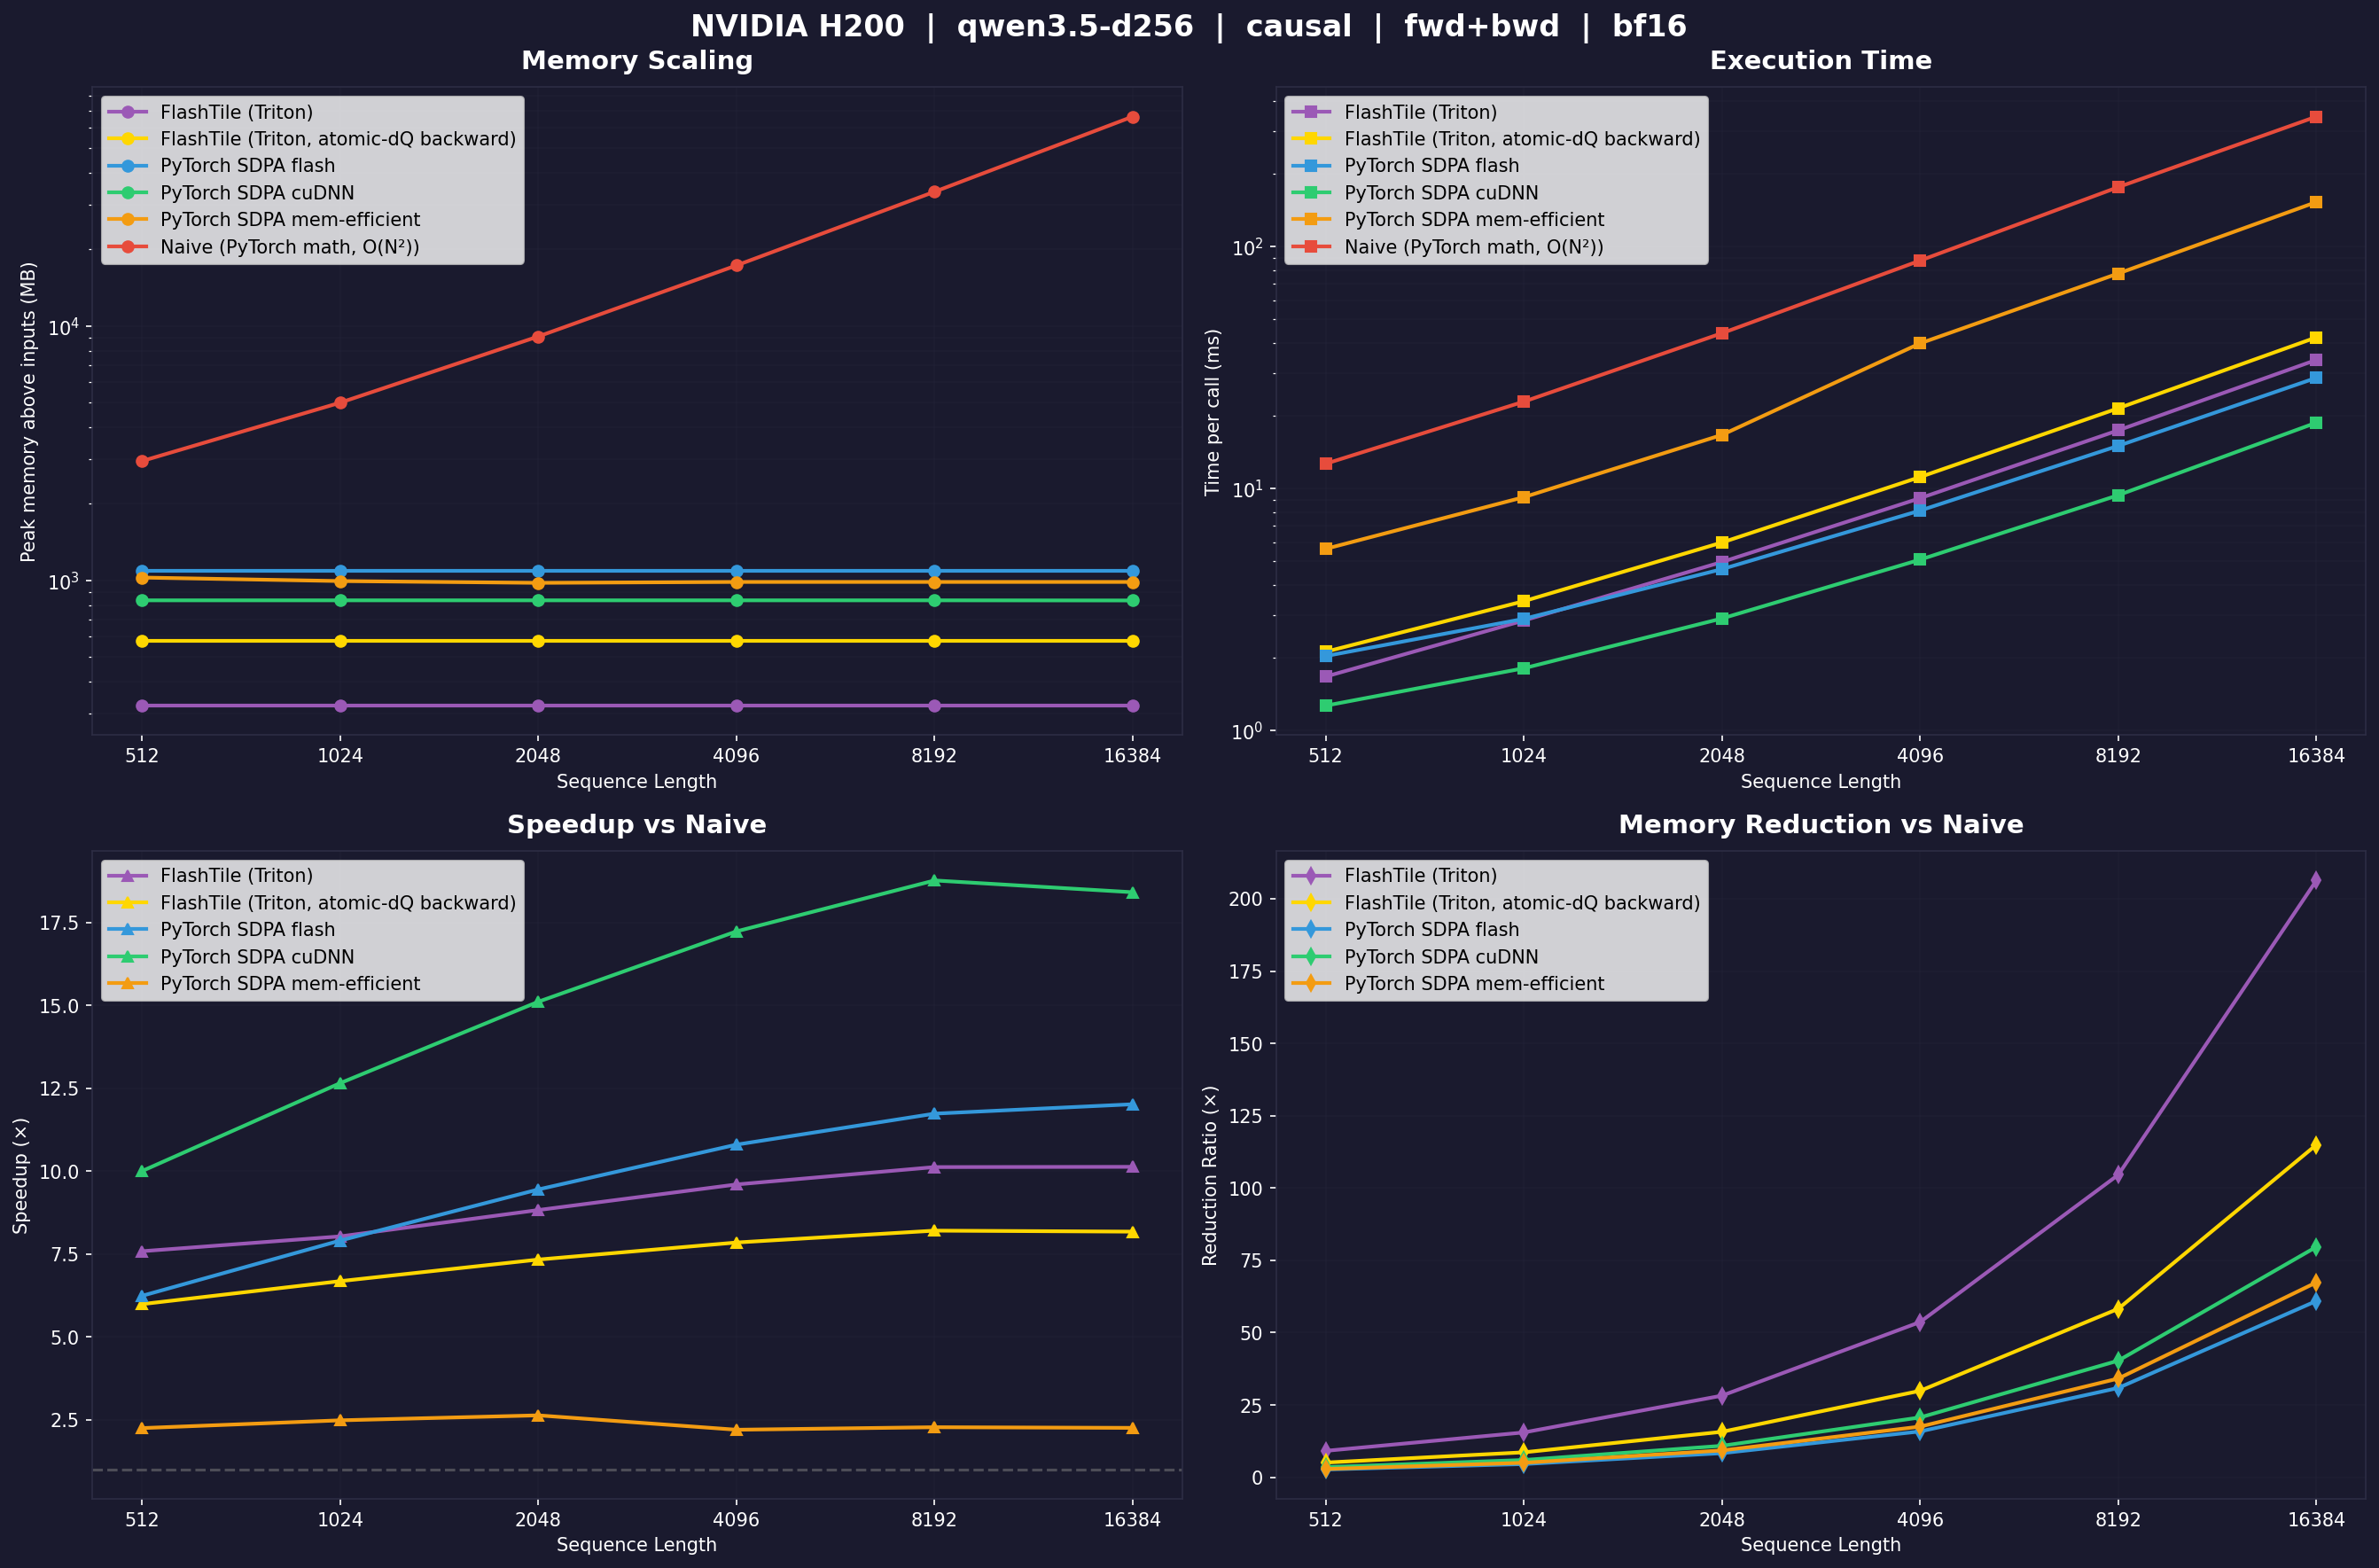 NVIDIA H200 | qwen3.5-d256 | causal | fwd+bwd | bf16
Memory Scaling
FlashTile (Triton)
FlashTile (Triton, atomic-dQ backward)
PyTorch SDPA flash
PyTorch SDPA cuDNN
PyTorch SDPA mem-efficient
Naive (PyTorch math, O(N²))
Peak memory above inputs (MB)
10⁴
10³
512 1024 2048 4096 8192 16384
Sequence Length
Execution Time
FlashTile (Triton)
FlashTile (Triton, atomic-dQ backward)
PyTorch SDPA flash
PyTorch SDPA cuDNN
PyTorch SDPA mem-efficient
Naive (PyTorch math, O(N²))
Time per call (ms)
10²
10¹
10⁰
512 1024 2048 4096 8192 16384
Sequence Length
Speedup vs Naive
FlashTile (Triton)
FlashTile (Triton, atomic-dQ backward)
PyTorch SDPA flash
PyTorch SDPA cuDNN
PyTorch SDPA mem-efficient
Speedup (×)
17.5
15.0
12.5
10.0
7.5
5.0
2.5
512 1024 2048 4096 8192 16384
Sequence Length
Memory Reduction vs Naive
FlashTile (Triton)
FlashTile (Triton, atomic-dQ backward)
PyTorch SDPA flash
PyTorch SDPA cuDNN
PyTorch SDPA mem-efficient
Reduction Ratio (×)
200
175
150
125
100
75
50
25
0
512 1024 2048 4096 8192 16384
Sequence Length